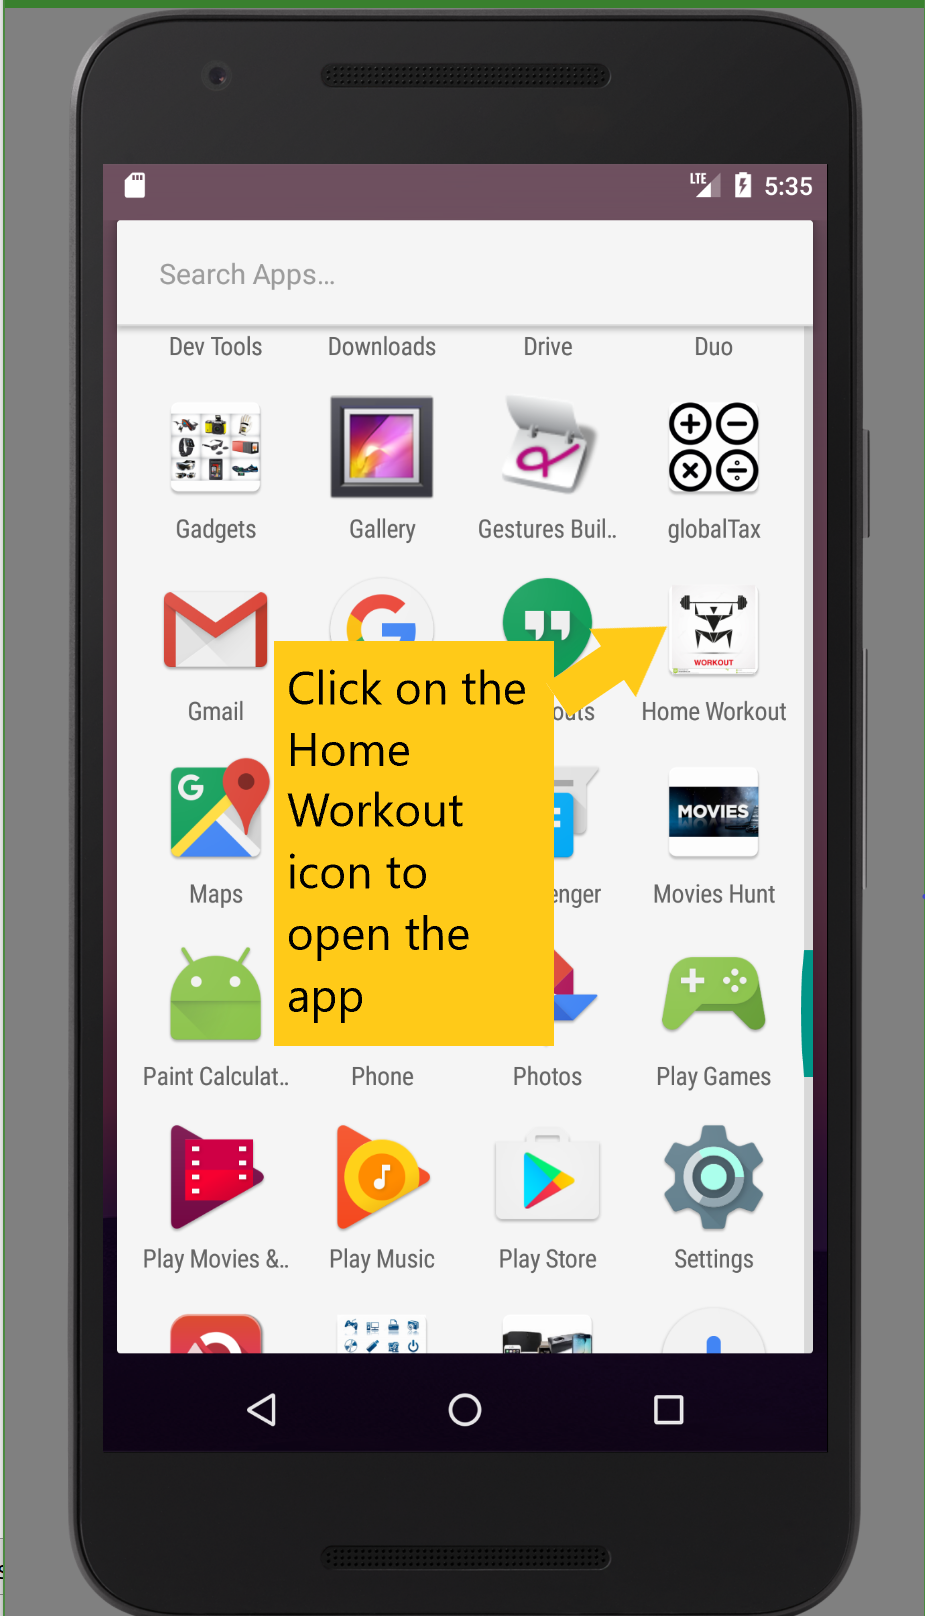 LTE 5:35
Search Apps...
Dev Tools Downloads Drive Duo
Gadgets Gallery Gestures Buil.. globalTax
WORKOUT
Gmail Home Workout
Click on the
Home
Workout
icon to
open the
app
MOVIES
Maps Movies Hunt
Paint Calculat.. Phone Photos Play Games
Play Movies &.. Play Music Play Store Settings